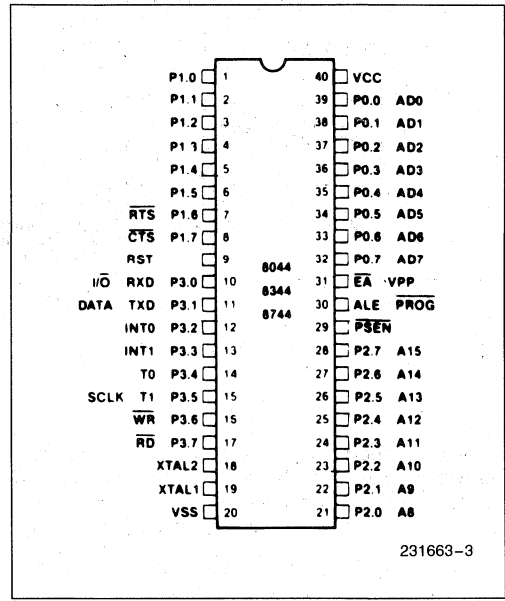 P1.0 1 40 VCC
P1.1 2 39 P0.0 AD0
P1.2 3 38 P0.1 AD1
P1.3 4 37 P0.2 AD2
P1.4 5 36 P0.3 AD3
P1.5 6 35 P0.4 AD4
RTS P1.6 7 34 P0.5 AD5
CTS P1.7 8 33 P0.6 AD6
RST 9 32 P0.7 AD7
8044
I/O RXD P3.0 10 31 EA VPP
8344
DATA TXD P3.1 11 30 ALE PROG
8744
INT0 P3.2 12 29 PSEN
INT1 P3.3 13 28 P2.7 A15
T0 P3.4 14 27 P2.6 A14
SCLK T1 P3.5 15 26 P2.5 A13
WR P3.6 16 25 P2.4 A12
RD P3.7 17 24 P2.3 A11
XTAL2 18 23 P2.2 A10
XTAL1 19 22 P2.1 A9
VSS 20 21 P2.0 A8
231663-3